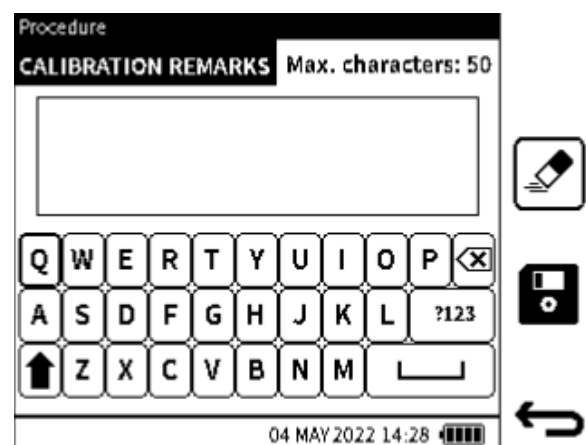 Procedure
CALIBRATION REMARKS Max. characters: 50
Q W E R T Y U I O P
A S D F G H J K L ?123
Z X C V B N M
04 MAY 2022 14:28